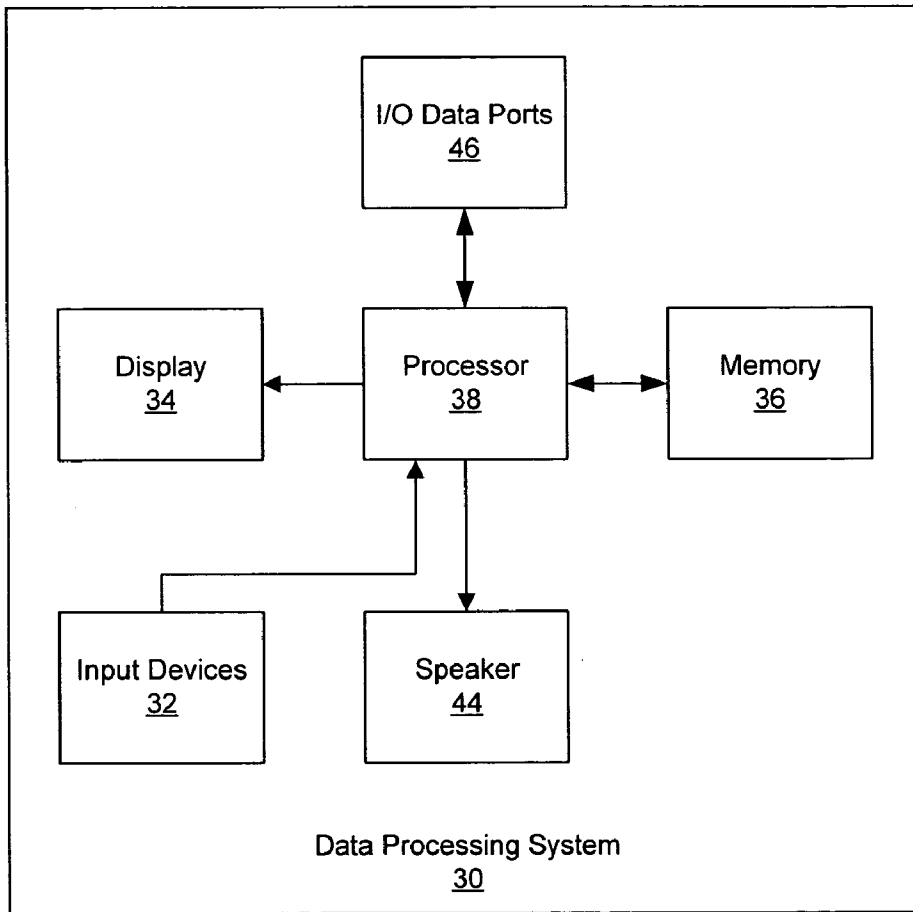 I/O Data Ports
46
Display
34
Processor
38
Memory
36
Input Devices
32
Speaker
44
Data Processing System
30